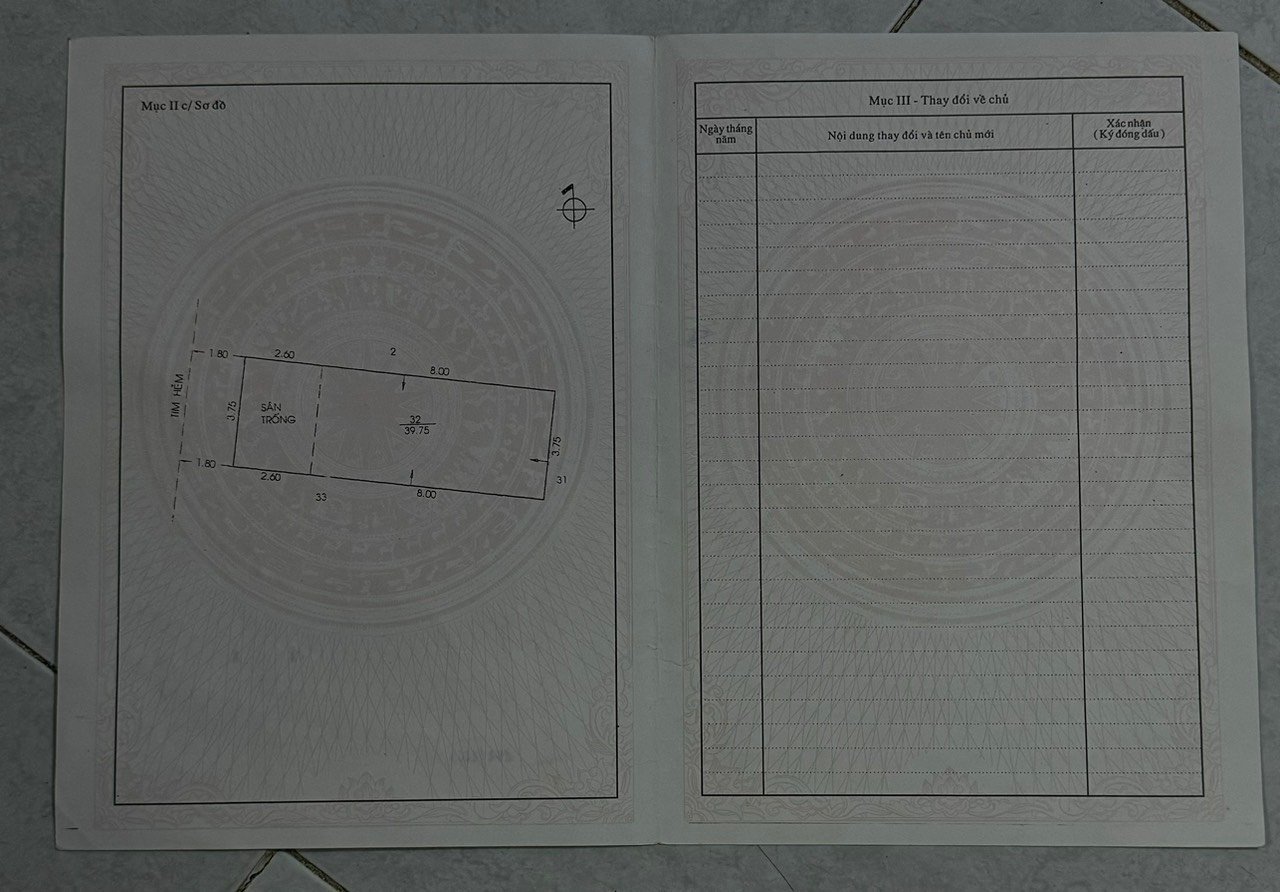 Mục II c/ Sơ đồ
1.80
2.60
2
8.00
TIM HẺM
3.75
SÂN
TRỐNG
32
39.75
3.75
1.80
2.60
33
8.00
31
Mục III - Thay đổi về chủ
Ngày tháng
năm
Nội dung thay đổi và tên chủ mới
Xác nhận
( Ký đóng dấu )